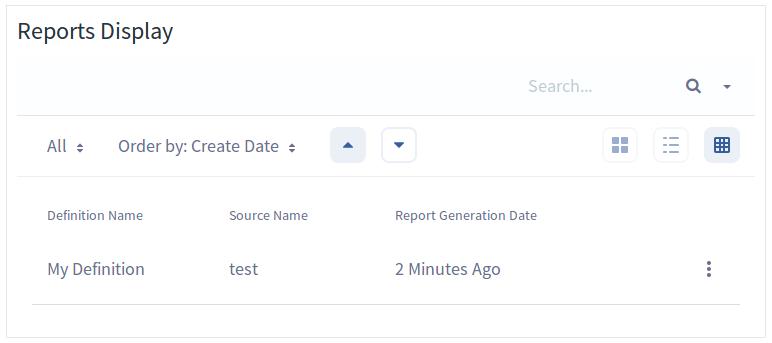 Reports Display
Search...
All Order by: Create Date
Definition Name Source Name Report Generation Date
My Definition test 2 Minutes Ago